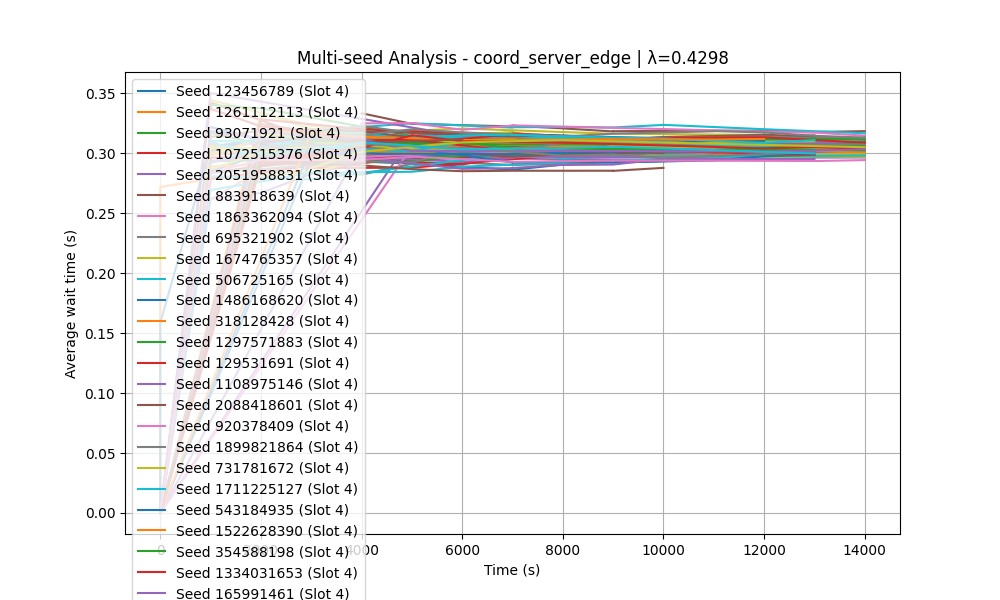 Multi-seed Analysis - coord_server_edge | λ=0.4298
Average wait time (s)
0.35
0.30
0.25
0.20
0.15
0.10
0.05
0.00
Seed 123456789 (Slot 4)
Seed 1261112113 (Slot 4)
Seed 93071921 (Slot 4)
Seed 1072515376 (Slot 4)
Seed 2051958831 (Slot 4)
Seed 883918639 (Slot 4)
Seed 1863362094 (Slot 4)
Seed 695321902 (Slot 4)
Seed 1674765357 (Slot 4)
Seed 506725165 (Slot 4)
Seed 1486168620 (Slot 4)
Seed 318128428 (Slot 4)
Seed 1297571883 (Slot 4)
Seed 129531691 (Slot 4)
Seed 1108975146 (Slot 4)
Seed 2088418601 (Slot 4)
Seed 920378409 (Slot 4)
Seed 1899821864 (Slot 4)
Seed 731781672 (Slot 4)
Seed 1711225127 (Slot 4)
Seed 543184935 (Slot 4)
Seed 1522628390 (Slot 4)
Seed 354588198 (Slot 4)
Seed 1334031653 (Slot 4)
Seed 165991461 (Slot 4)
0 2000 4000 6000 8000 10000 12000 14000
Time (s)